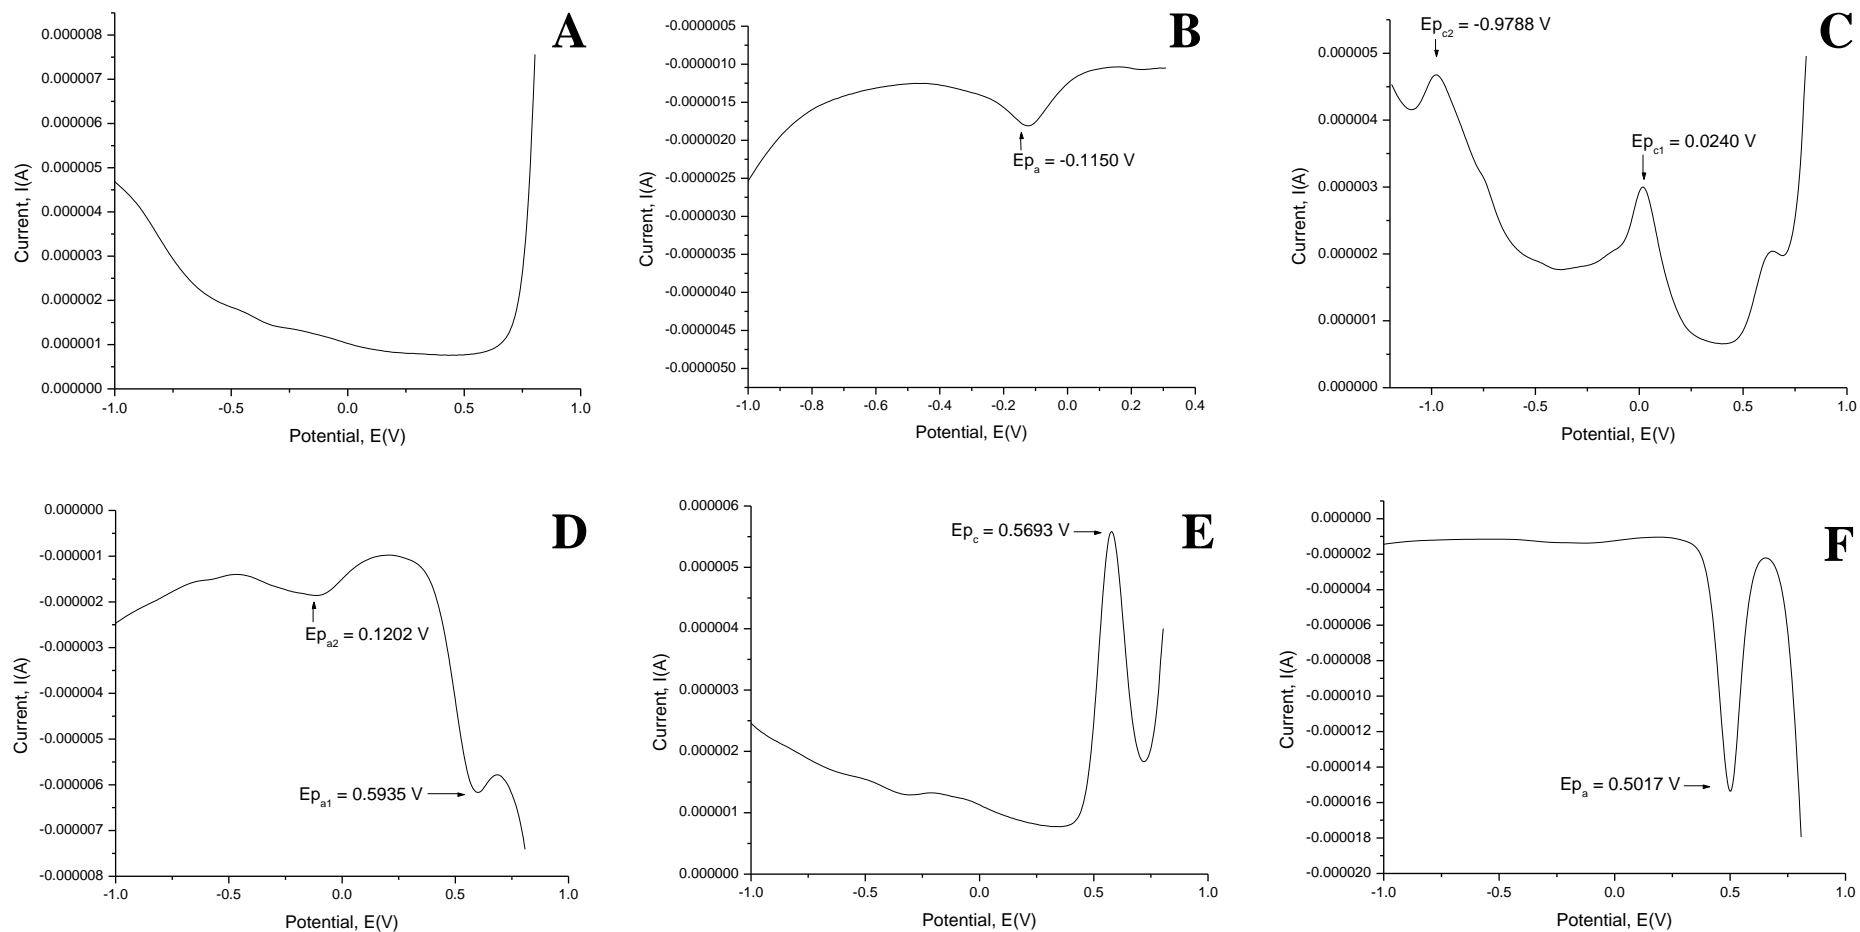 A
0.000008
0.000007
0.000006
0.000005
0.000004
0.000003
0.000002
0.000001
0.000000
Current, I(A)
-1.0 -0.5 0.0 0.5 1.0
Potential, E(V)
B
-0.0000005
-0.0000010
-0.0000015
-0.0000020
-0.0000025
-0.0000030
-0.0000035
-0.0000040
-0.0000045
-0.0000050
Current, I(A)
Epa = -0.1150 V
-1.0 -0.8 -0.6 -0.4 -0.2 0.0 0.2 0.4
Potential, E(V)
C
Epc2 = -0.9788 V
Epc1 = 0.0240 V
0.000005
0.000004
0.000003
0.000002
0.000001
0.000000
Current, I(A)
-1.0 -0.5 0.0 0.5 1.0
Potential, E(V)
D
0.000000
-0.000001
-0.000002
-0.000003
-0.000004
-0.000005
-0.000006
-0.000007
-0.000008
Current, I(A)
Epa2 = 0.1202 V
Epa1 = 0.5935 V
-1.0 -0.5 0.0 0.5 1.0
Potential, E(V)
E
0.000006
0.000005
0.000004
0.000003
0.000002
0.000001
0.000000
Current, I(A)
Epc = 0.5693 V
-1.0 -0.5 0.0 0.5 1.0
Potential, E(V)
F
0.000000
-0.000002
-0.000004
-0.000006
-0.000008
-0.000010
-0.000012
-0.000014
-0.000016
-0.000018
-0.000020
Current, I(A)
Epa = 0.5017 V
-1.0 -0.5 0.0 0.5 1.0
Potential, E(V)